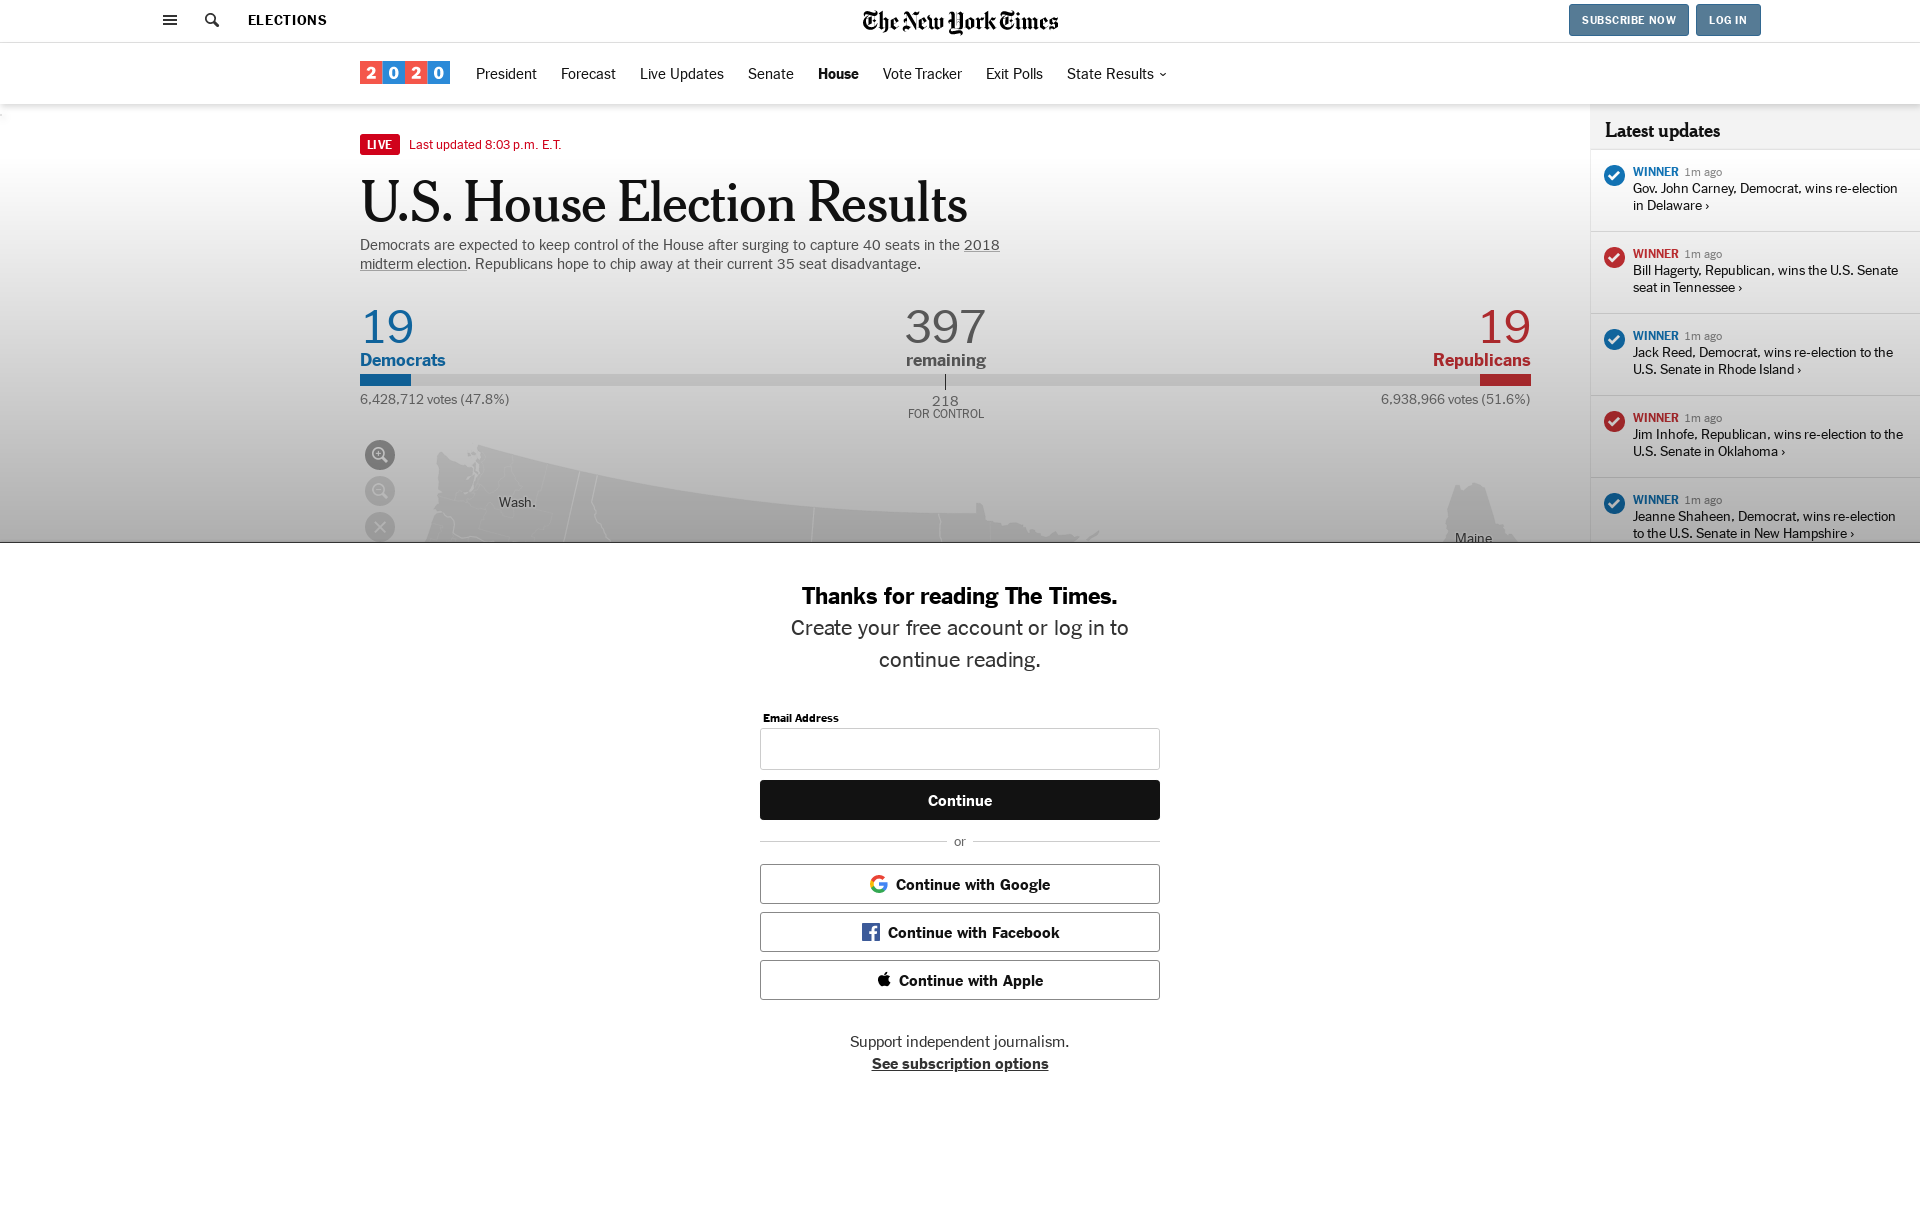 ELECTIONS
The New York Times
SUBSCRIBE NOW
LOG IN
2020
President
Forecast
Live Updates
Senate
House
Vote Tracker
Exit Polls
State Results
LIVE
Last updated 8:03 p.m. E.T.
U.S. House Election Results
Democrats are expected to keep control of the House after surging to capture 40 seats in the 2018
midterm election. Republicans hope to chip away at their current 35 seat disadvantage.
19
Democrats
397
remaining
19
Republicans
6,428,712 votes (47.8%)
218
FOR CONTROL
6,938,966 votes (51.6%)
Wash.
Maine
Latest updates
WINNER 1m ago
Gov. John Carney, Democrat, wins re-election
in Delaware ›
WINNER 1m ago
Bill Hagerty, Republican, wins the U.S. Senate
seat in Tennessee ›
WINNER 1m ago
Jack Reed, Democrat, wins re-election to the
U.S. Senate in Rhode Island ›
WINNER 1m ago
Jim Inhofe, Republican, wins re-election to the
U.S. Senate in Oklahoma ›
WINNER 1m ago
Jeanne Shaheen, Democrat, wins re-election
to the U.S. Senate in New Hampshire ›
Thanks for reading The Times.
Create your free account or log in to
continue reading.
Email Address
Continue
or
Continue with Google
Continue with Facebook
Continue with Apple
Support independent journalism.
See subscription options